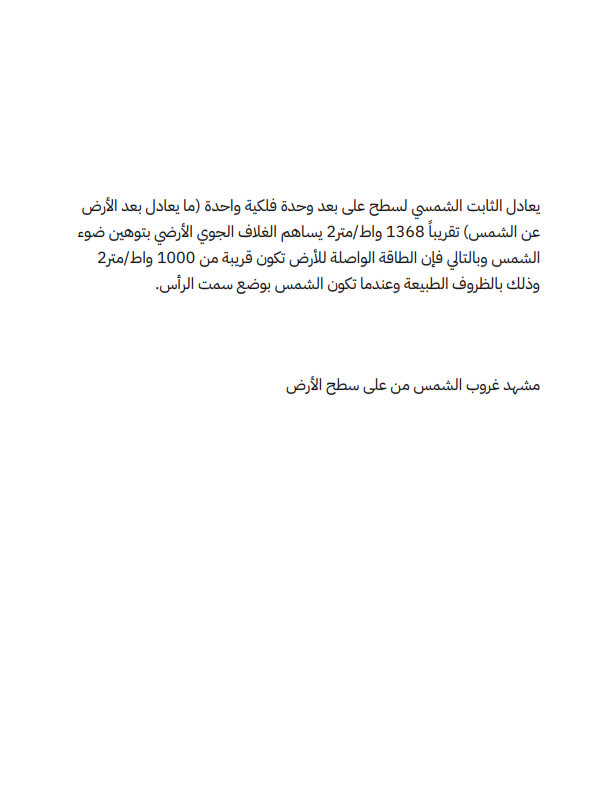 يعادل الثابت الشمسي لسطح على بعد وحدة فلكية واحدة (ما يعادل بعد الأرض
عن الشمس) تقريباً 1368 واط/متر2 يساهم الغلاف الجوي الأرضي بتوهين ضوء
الشمس وبالتالي فإن الطاقة الواصلة للأرض تكون قريبة من 1000 واط/متر2
وذلك بالظروف الطبيعة وعندما تكون الشمس بوضع سمت الرأس.
مشهد غروب الشمس من على سطح الأرض